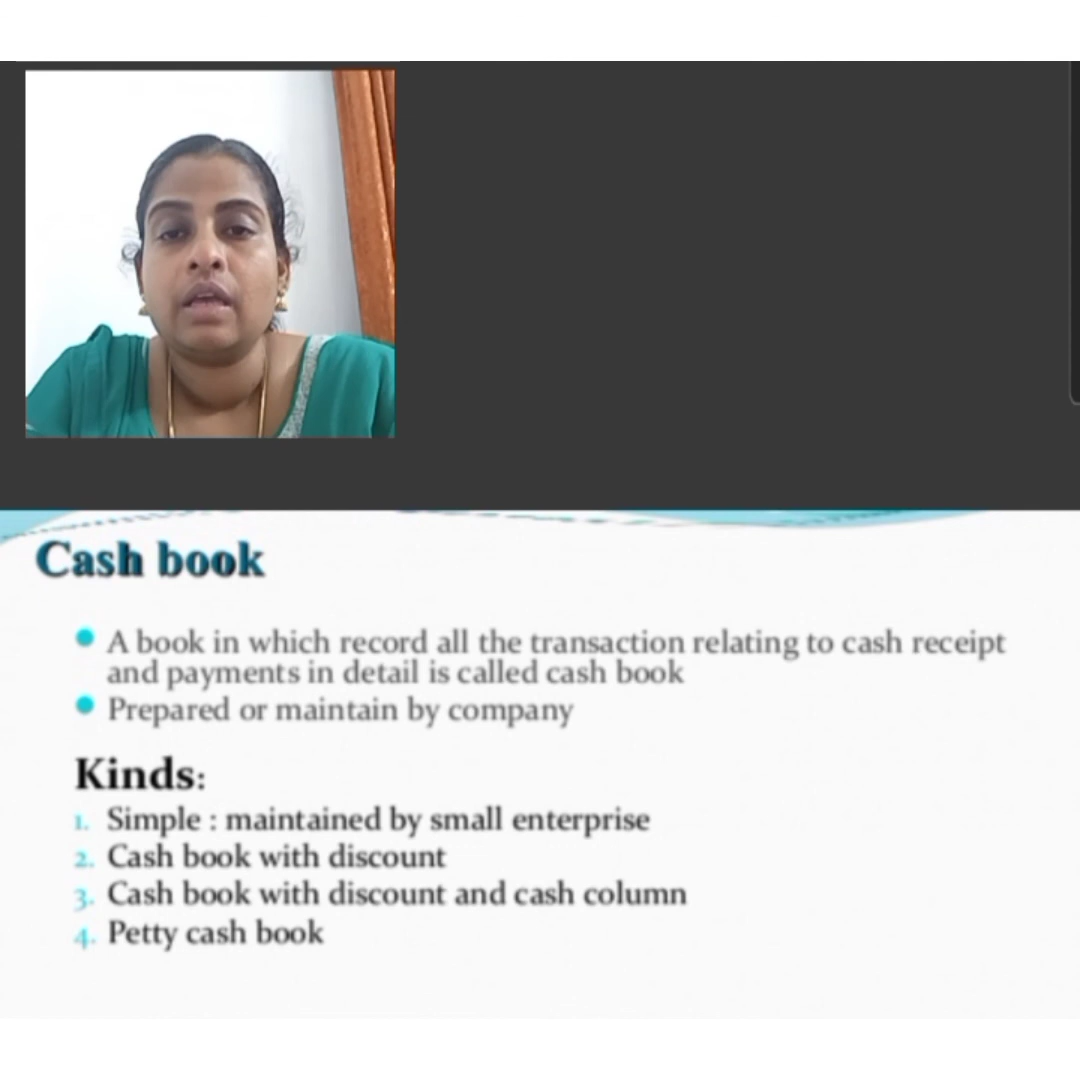 Cash book
A book in which record all the transaction relating to cash receipt
and payments in detail is called cash book
Prepared or maintain by company
Kinds:
1. Simple : maintained by small enterprise
2. Cash book with discount
3. Cash book with discount and cash column
4. Petty cash book